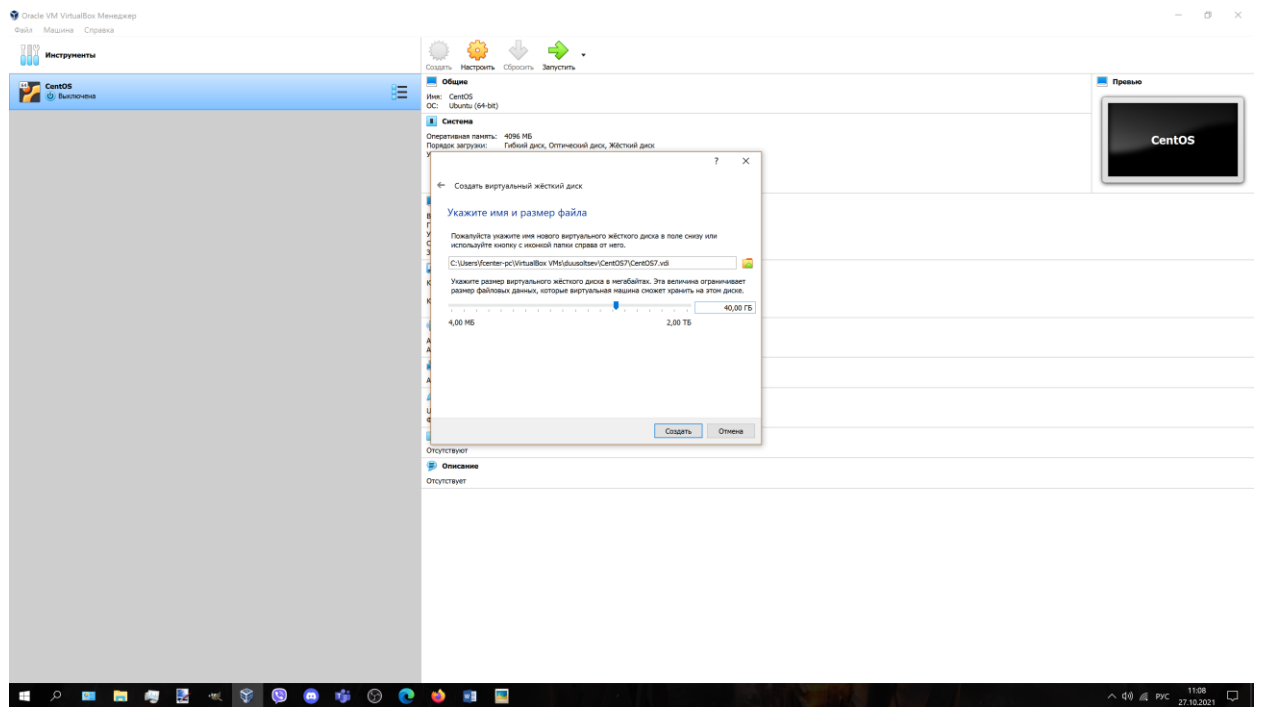 Oracle VM VirtualBox Менеджер
Файл Машина Справка
Инструменты
Создать Настроить Сбросить Запустить
64
CentOS
Выключена
Общие
Имя: CentOS
ОС: Ubuntu (64-bit)
Система
Оперативная память: 4096 МБ
Порядок загрузки: Гибкий диск, Оптический диск, Жёсткий диск
Превью
CentOS
? ×
← Создать виртуальный жёсткий диск
Укажите имя и размер файла
Пожалуйста укажите имя нового виртуального жёсткого диска в поле снизу или
используйте кнопку с иконкой папки справа от него.
C:\Users\fcenter-pc\VirtualBox VMs\duusoltsev\CentOS7\CentOS7.vdi
Укажите размер виртуального жёсткого диска в мегабайтах. Эта величина ограничивает
размер файловых данных, которые виртуальная машина сможет хранить на этом диске.
40,00 ГБ
4,00 МБ 2,00 ТБ
Создать Отмена
Отсутствуют
Описание
Отсутствует
РУС
11:08
27.10.2021